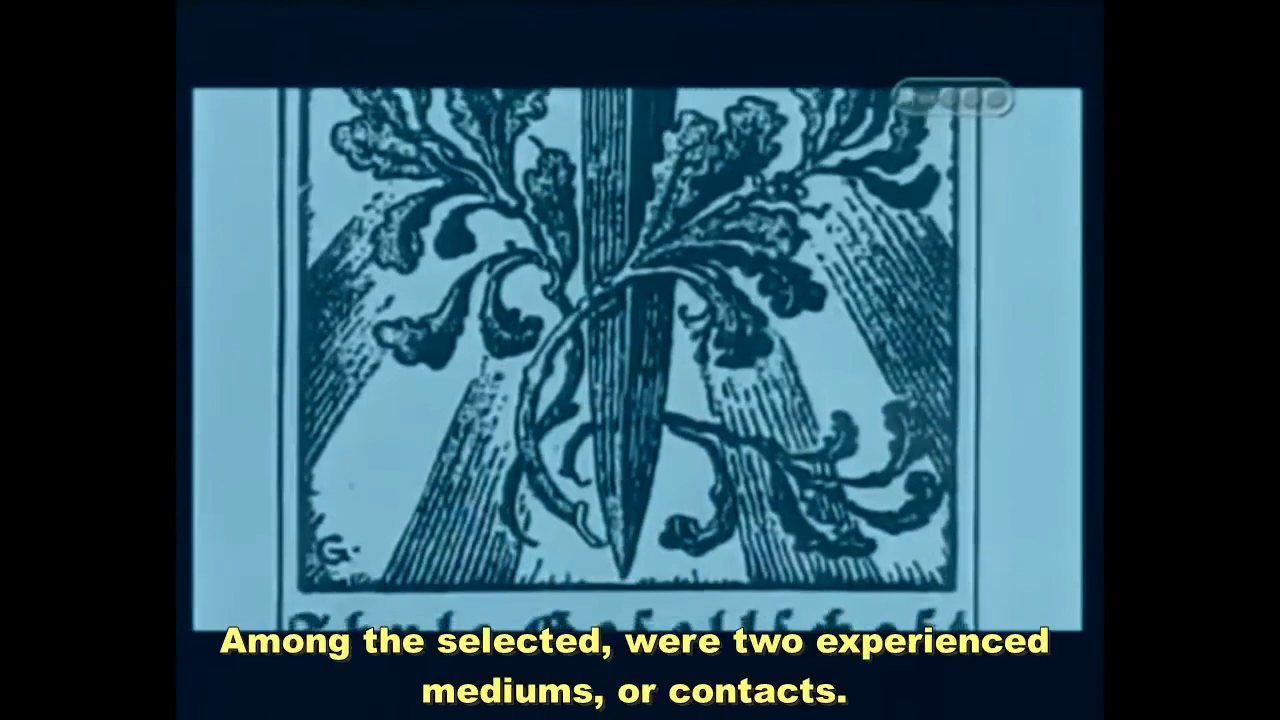 G.
Among the selected, were two experienced
mediums, or contacts.